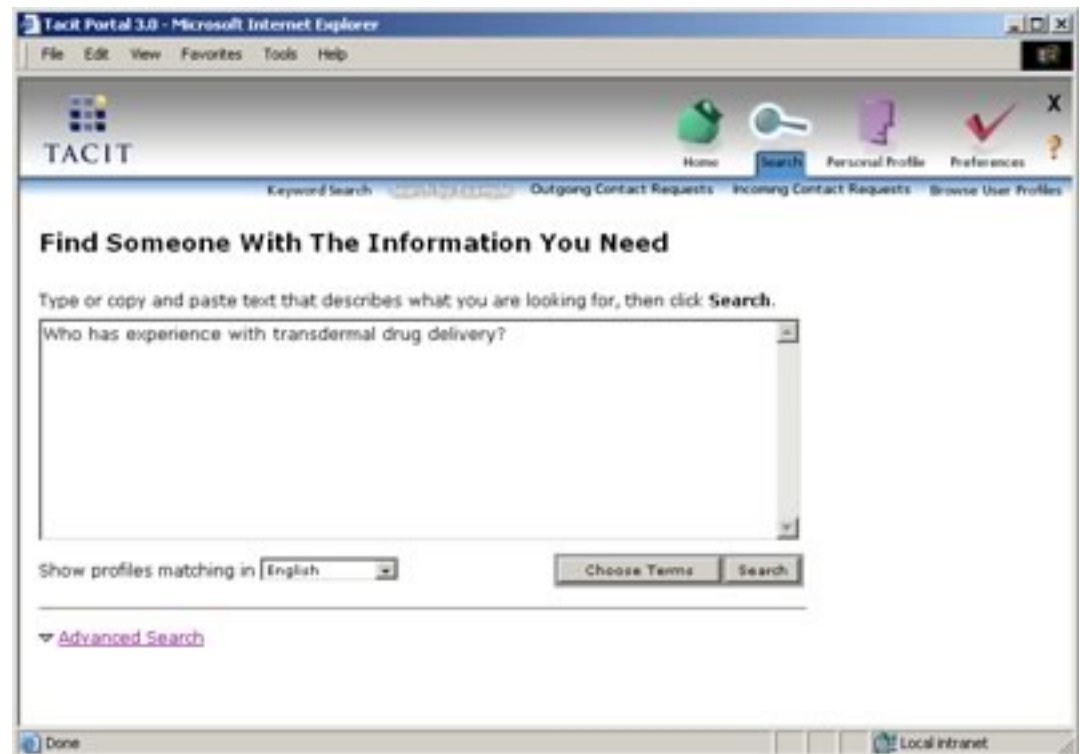 Tacit Portal 3.0 - Microsoft Internet Explorer
File Edit View Favorites Tools Help
X
TACIT
?
Home Search Personal Profile Preferences
Keyword Search Outgoing Contact Requests Incoming Contact Requests Browse User Profiles
Find Someone With The Information You Need
Type or copy and paste text that describes what you are looking for, then click Search.
Who has experience with transdermal drug delivery?
Show profiles matching in English Choose Terms Search
Advanced Search
Done Local intranet